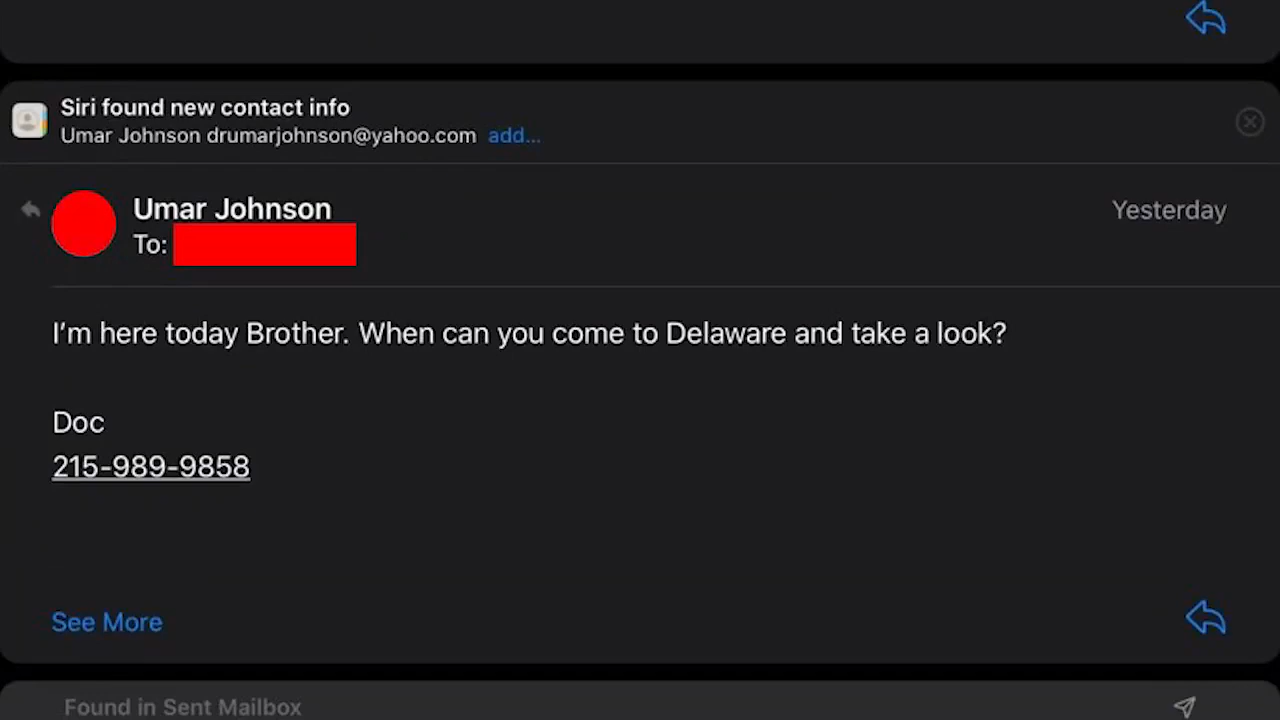 Siri found new contact info
Umar Johnson drumarjohnson@yahoo.com add...
Umar Johnson
Yesterday
To:
I’m here today Brother. When can you come to Delaware and take a look?
Doc
215-989-9858
See More
Found in Sent Mailbox